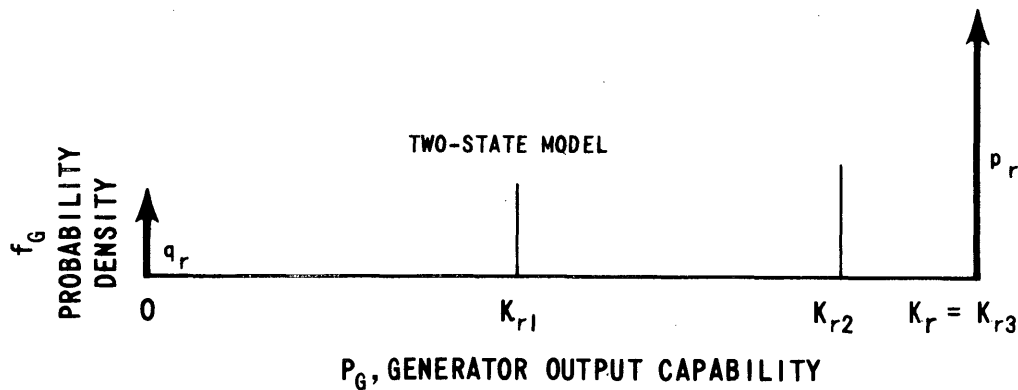 TWO-STATE MODEL
f_G
PROBABILITY
DENSITY
q_r
p_r
0
K_r1
K_r2
K_r = K_r3
P_G, GENERATOR OUTPUT CAPABILITY